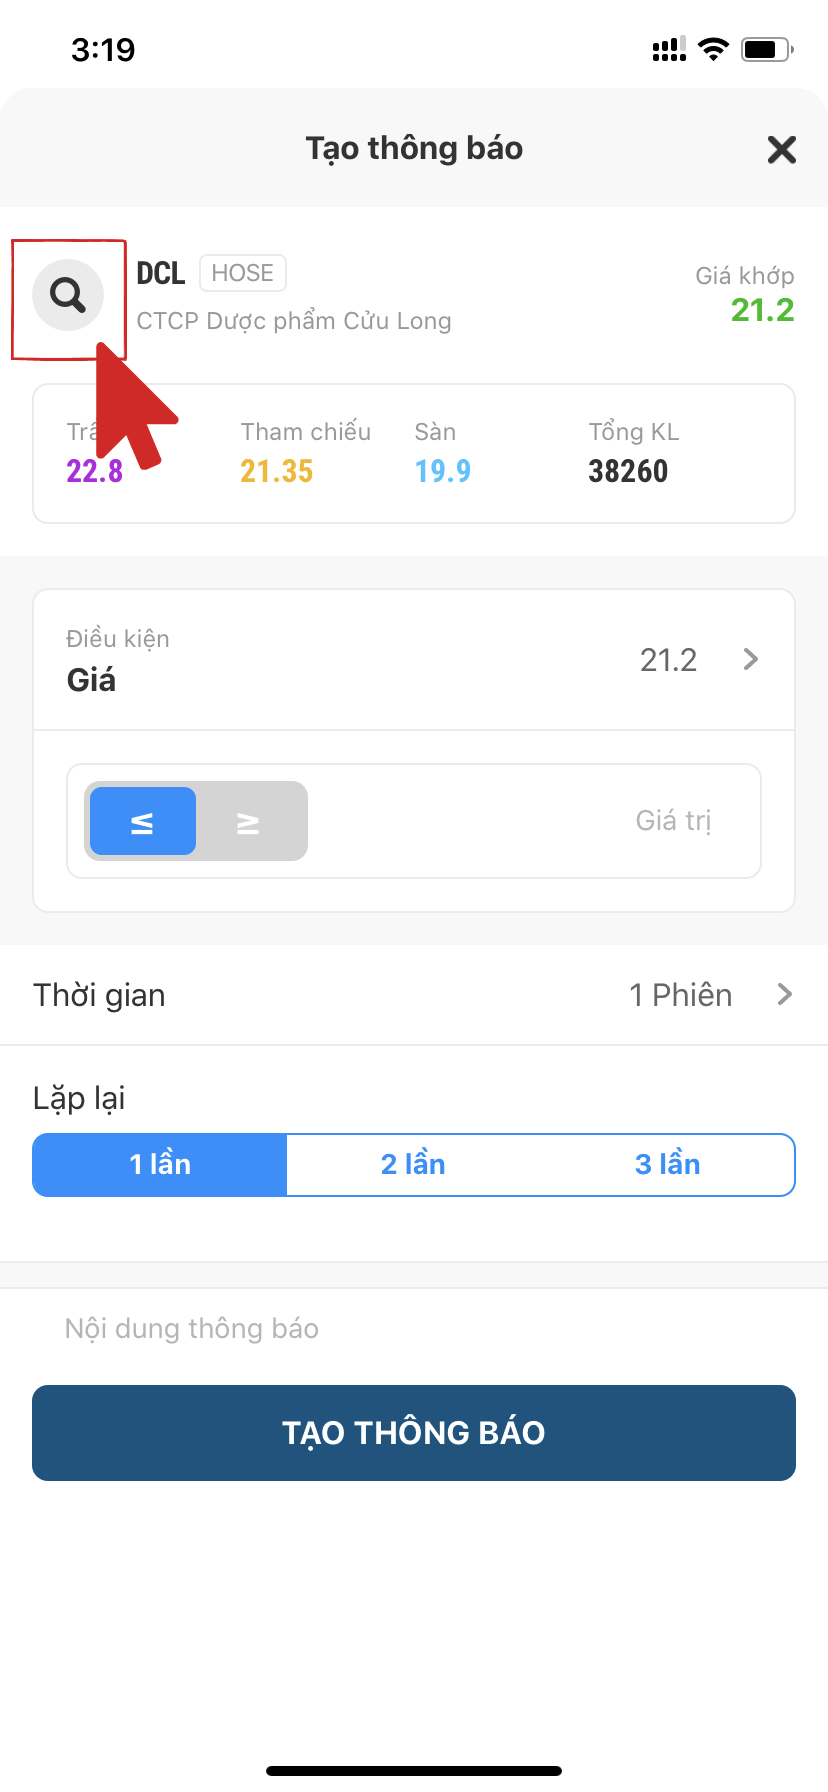 3:19
Tạo thông báo
DCL HOSE
CTCP Dược phẩm Cửu Long
Giá khớp
21.2
Tham chiếu Sàn Tổng KL
22.8 21.35 19.9 38260
Điều kiện
Giá
21.2
≤ ≥ Giá trị
Thời gian 1 Phiên
Lặp lại
1 lần 2 lần 3 lần
Nội dung thông báo
TẠO THÔNG BÁO